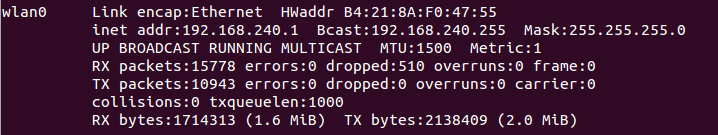 wlan0     Link encap:Ethernet  HWaddr B4:21:8A:F0:47:55
inet addr:192.168.240.1  Bcast:192.168.240.255  Mask:255.255.255.0
UP BROADCAST RUNNING MULTICAST  MTU:1500  Metric:1
RX packets:15778 errors:0 dropped:510 overruns:0 frame:0
TX packets:10943 errors:0 dropped:0 overruns:0 carrier:0
collisions:0 txqueuelen:1000
RX bytes:1714313 (1.6 MiB)  TX bytes:2138409 (2.0 MiB)